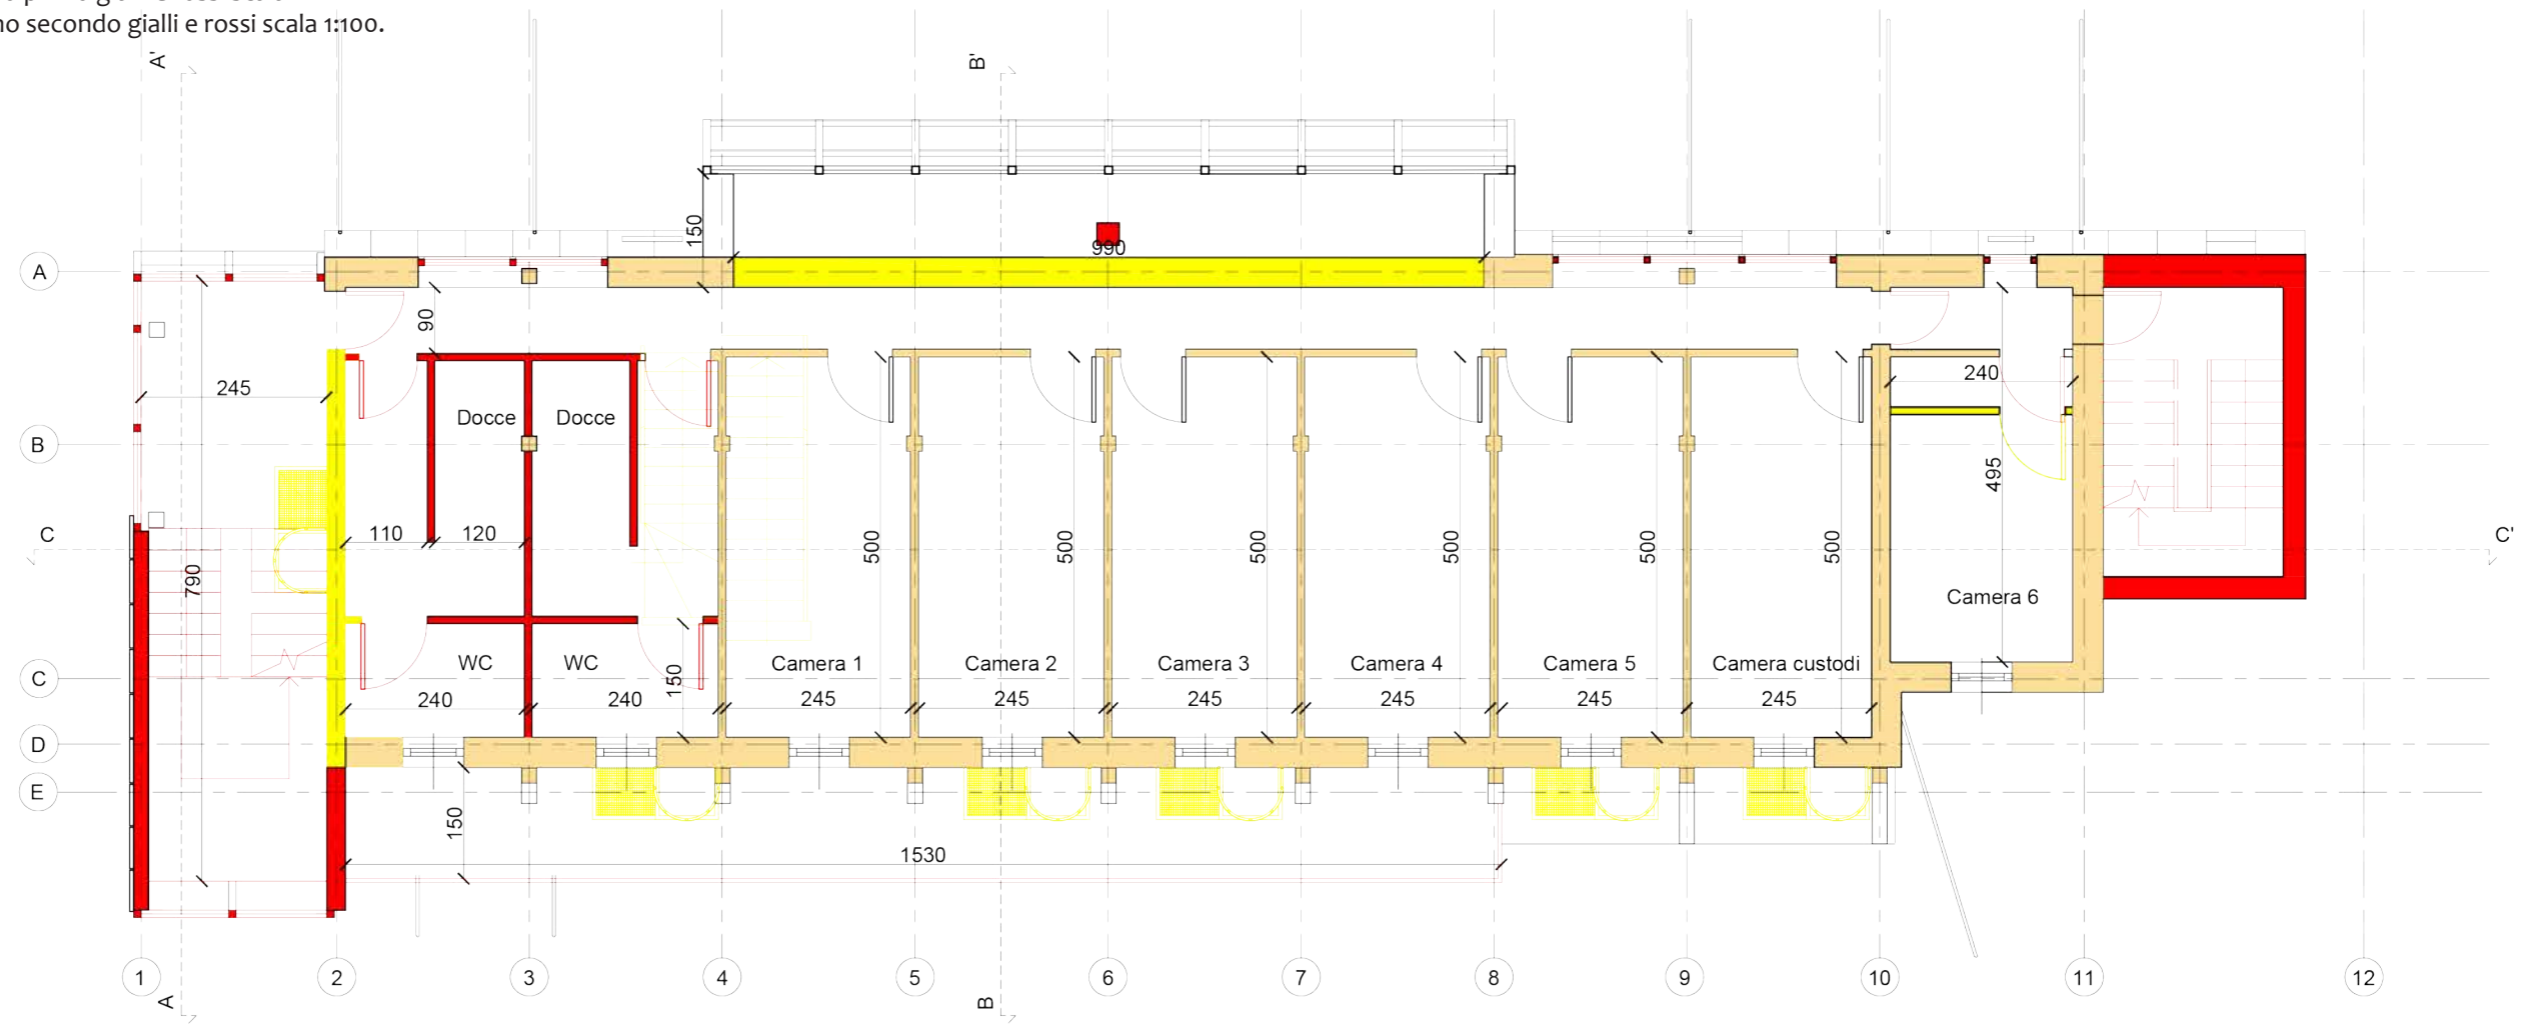 secondo gialli e rossi scala 1:100.
A'
B'
150
990
A
90
245
240
Docce
Docce
B
495
C
110
120
500
500
500
500
500
500
C'
790
Camera 6
WC
WC
Camera 1
Camera 2
Camera 3
Camera 4
Camera 5
Camera custodi
C
150
240
240
245
245
245
245
245
245
D
E
150
1530
1
2
3
4
5
6
7
8
9
10
11
12
A
B